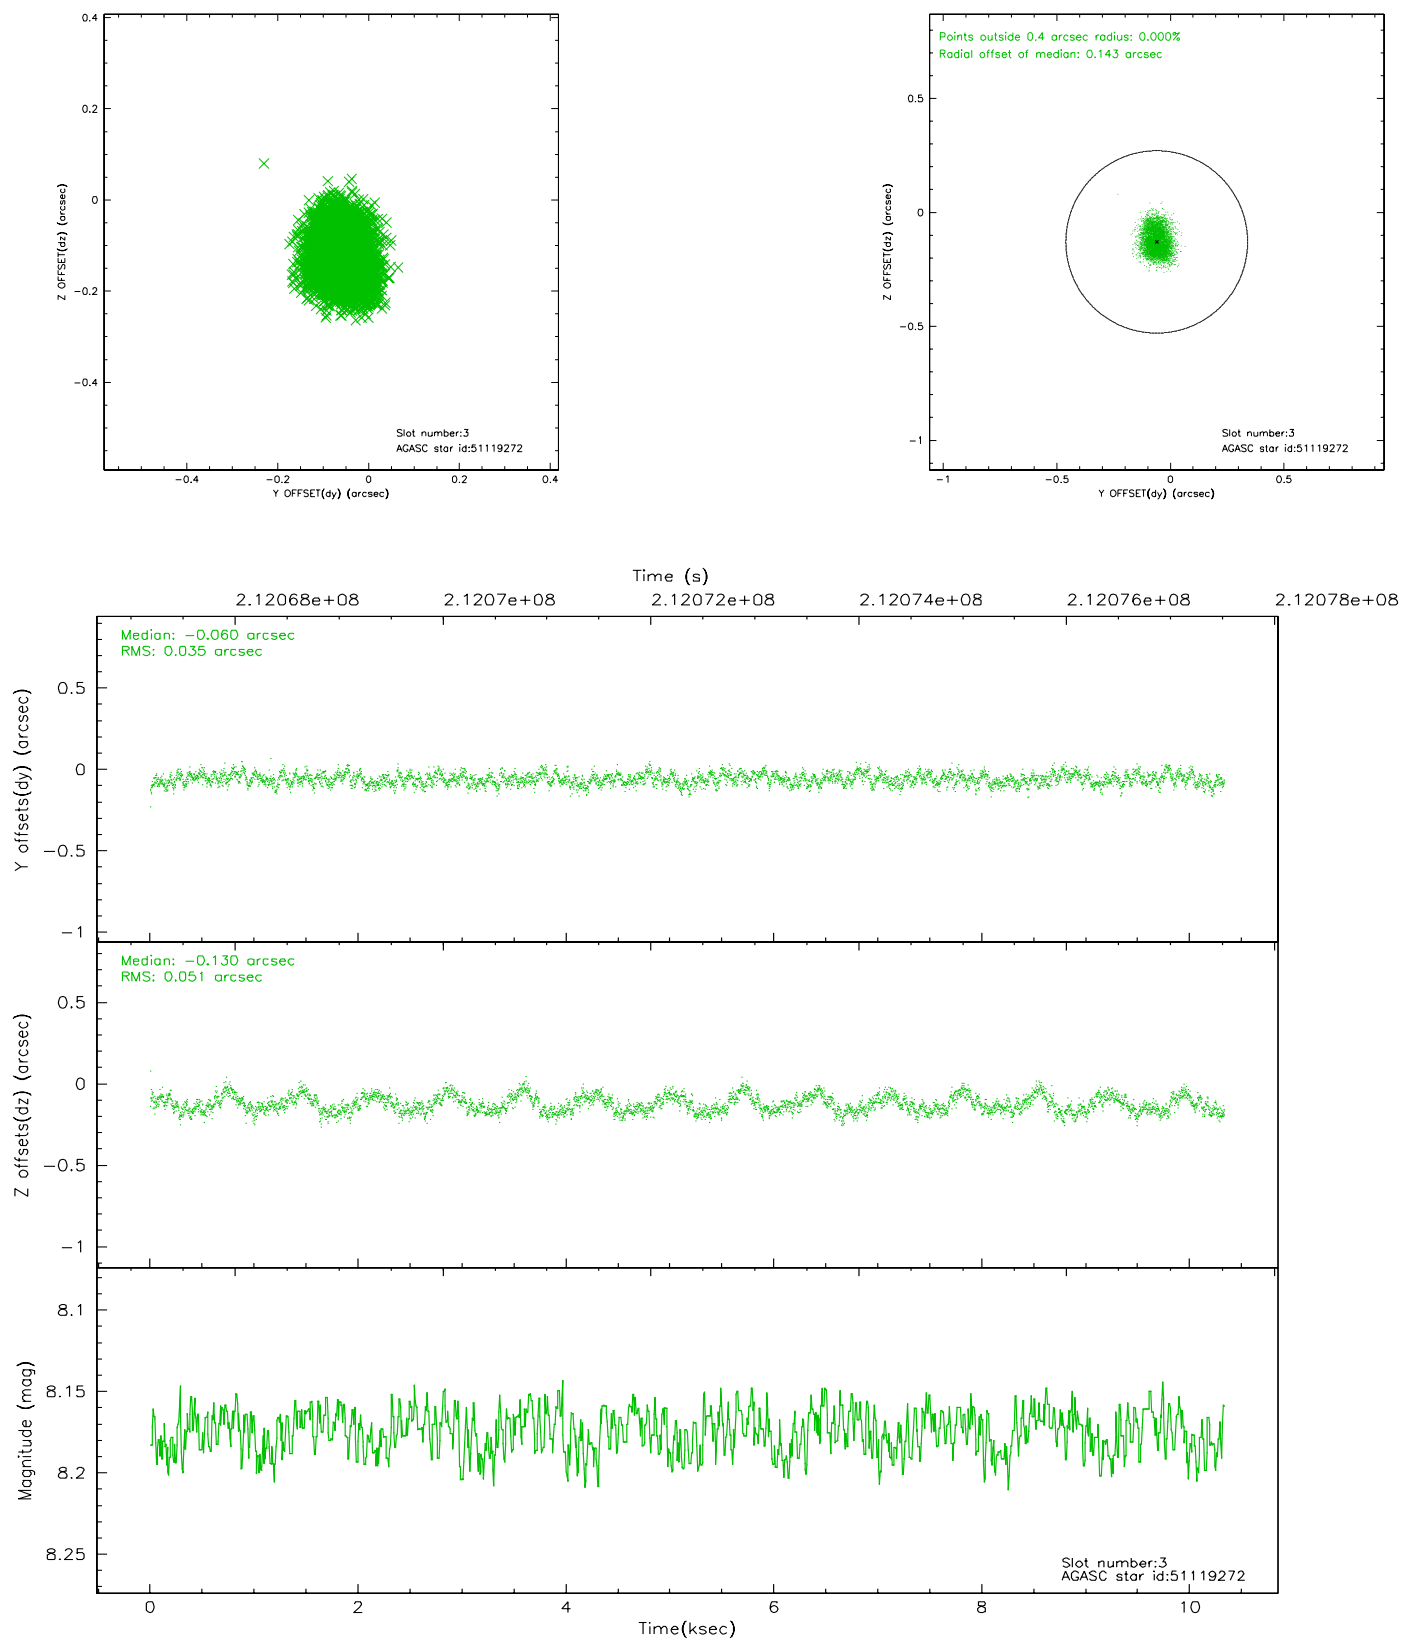 0.4
0.2
0
−0.2
−0.4
Z OFFSET(dz) (arcsec)
−0.4
−0.2
0
0.2
0.4
Y OFFSET(dy) (arcsec)
Slot number:3
AGASC star id:51119272
Points outside 0.4 arcsec radius: 0.000%
Radial offset of median: 0.143 arcsec
0.5
0
−0.5
−1
Z OFFSET(dz) (arcsec)
−1
−0.5
0
0.5
Y OFFSET(dy) (arcsec)
Slot number:3
AGASC star id:51119272
Time (s)
2.12068e+08
2.1207e+08
2.12072e+08
2.12074e+08
2.12076e+08
2.12078e+08
Median: −0.060 arcsec
RMS: 0.035 arcsec
0.5
0
−0.5
−1
Y offsets(dy) (arcsec)
Median: −0.130 arcsec
RMS: 0.051 arcsec
0.5
0
−0.5
−1
Z offsets(dz) (arcsec)
8.1
8.15
8.2
8.25
Magnitude (mag)
Slot number:3
AGASC star id:51119272
0
2
4
6
8
10
Time(ksec)